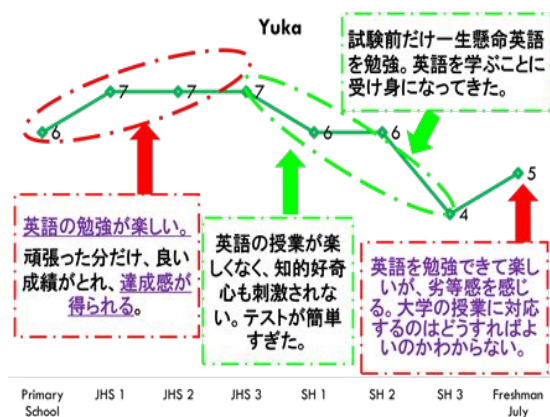 Yuka
試験前だけ一生懸命英語
を勉強。英語を学ぶことに
受け身になってきた。
6
7
7
7
6
6
4
5
英語の勉強が楽しい。
頑張った分だけ、良い
成績がとれ、達成感が
得られる。
英語の授業が楽
しくなく、知的好奇
心も刺激されな
い。テストが簡単
すぎた。
英語を勉強できて楽し
いが、劣等感を感じ
る。大学の授業に対応
するのはどうすればよ
いのかわからない。
Primary
School
JHS 1
JHS 2
JHS 3
SH 1
SH 2
SH 3
Freshman
July